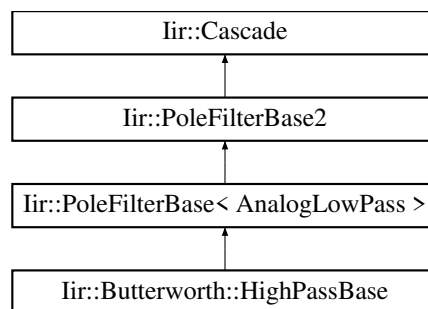 Iir::Cascade
Iir::PoleFilterBase2
Iir::PoleFilterBase< AnalogLowPass >
Iir::Butterworth::HighPassBase